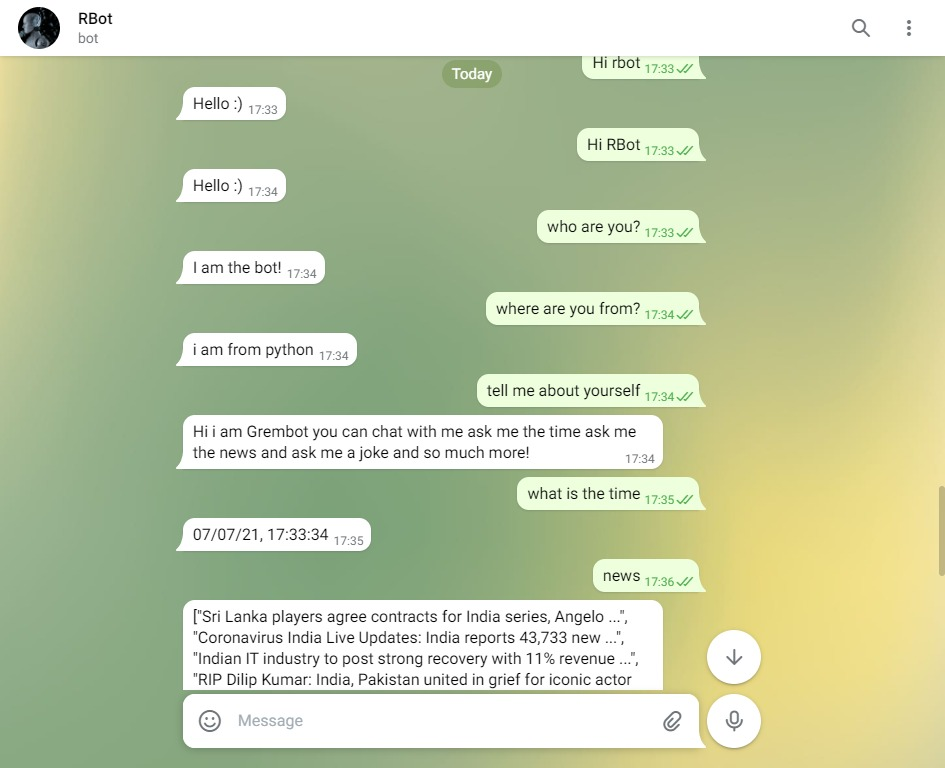 RBot
bot
Hi rbot 17:33
Today
Hello :) 17:33
Hi RBot 17:33
Hello :) 17:34
who are you? 17:33
I am the bot! 17:34
where are you from? 17:34
i am from python 17:34
tell me about yourself 17:34
Hi i am Grembot you can chat with me ask me the time ask me
the news and ask me a joke and so much more! 17:34
what is the time 17:35
07/07/21, 17:33:34 17:35
news 17:36
["Sri Lanka players agree contracts for India series, Angelo ...",
"Coronavirus India Live Updates: India reports 43,733 new ...",
"Indian IT industry to post strong recovery with 11% revenue ...",
"RIP Dilip Kumar: India, Pakistan united in grief for iconic actor
Message